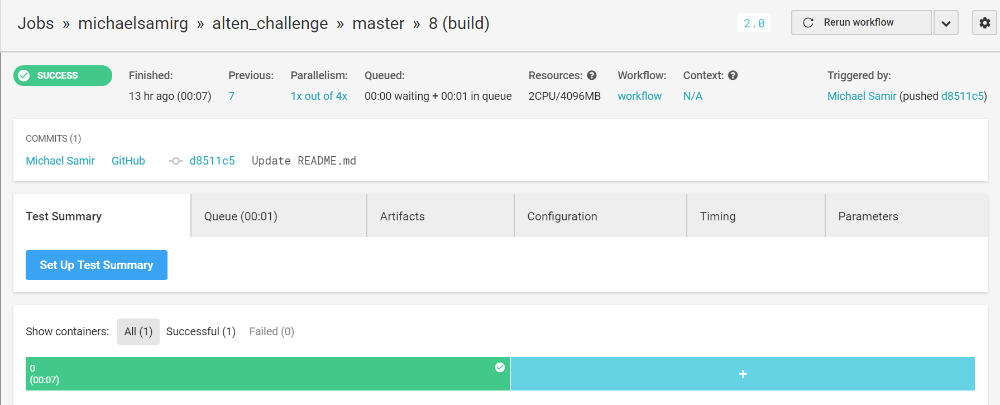 Jobs » michaelsamirg » alten_challenge » master » 8 (build)
2.0
Rerun workflow
SUCCESS
Finished: Previous: Parallelism: Queued: Resources: Workflow: Context: Triggered by:
13 hr ago (00:07) 7 1x out of 4x 00:00 waiting + 00:01 in queue 2CPU/4096MB workflow N/A Michael Samir (pushed d8511c5)
COMMITS (1)
Michael Samir GitHub d8511c5 Update README.md
Test Summary Queue (00:01) Artifacts Configuration Timing Parameters
Set Up Test Summary
Show containers: All (1) Successful (1) Failed (0)
0
(00:07)
+